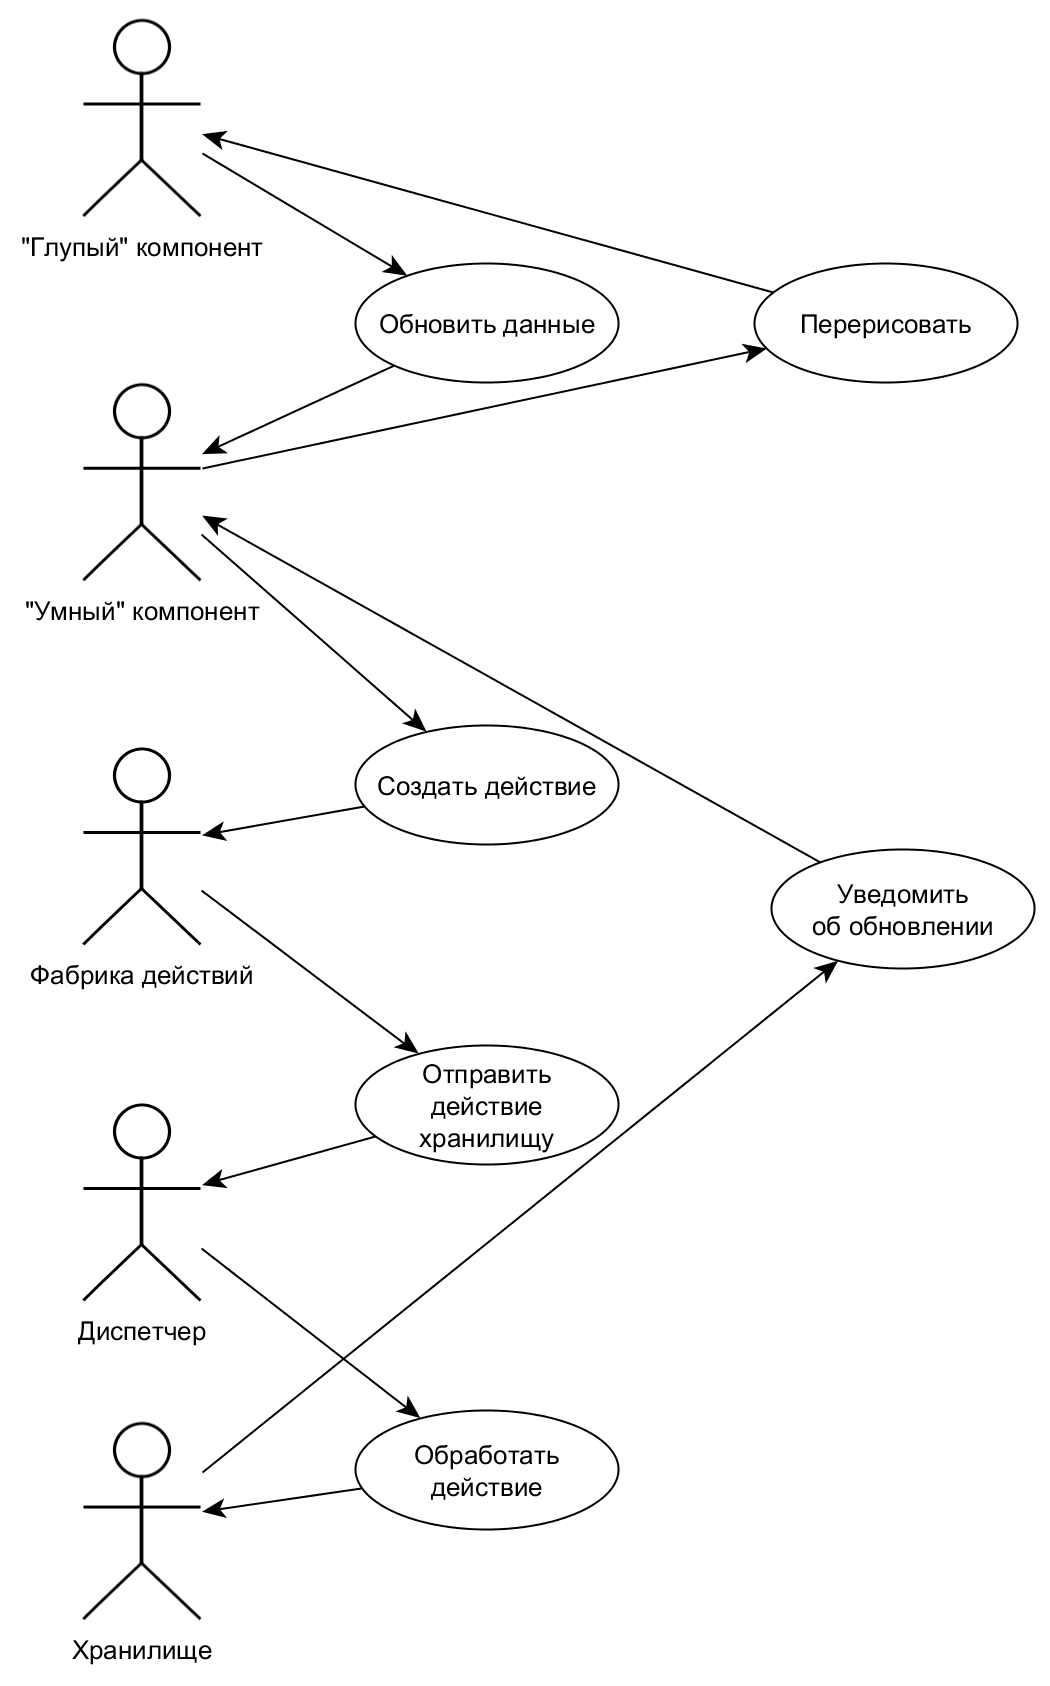 "Глупый" компонент
Обновить данные
Перерисовать
"Умный" компонент
Создать действие
Уведомить
об обновлении
Фабрика действий
Отправить
действие
хранилищу
Диспетчер
Обработать
действие
Хранилище